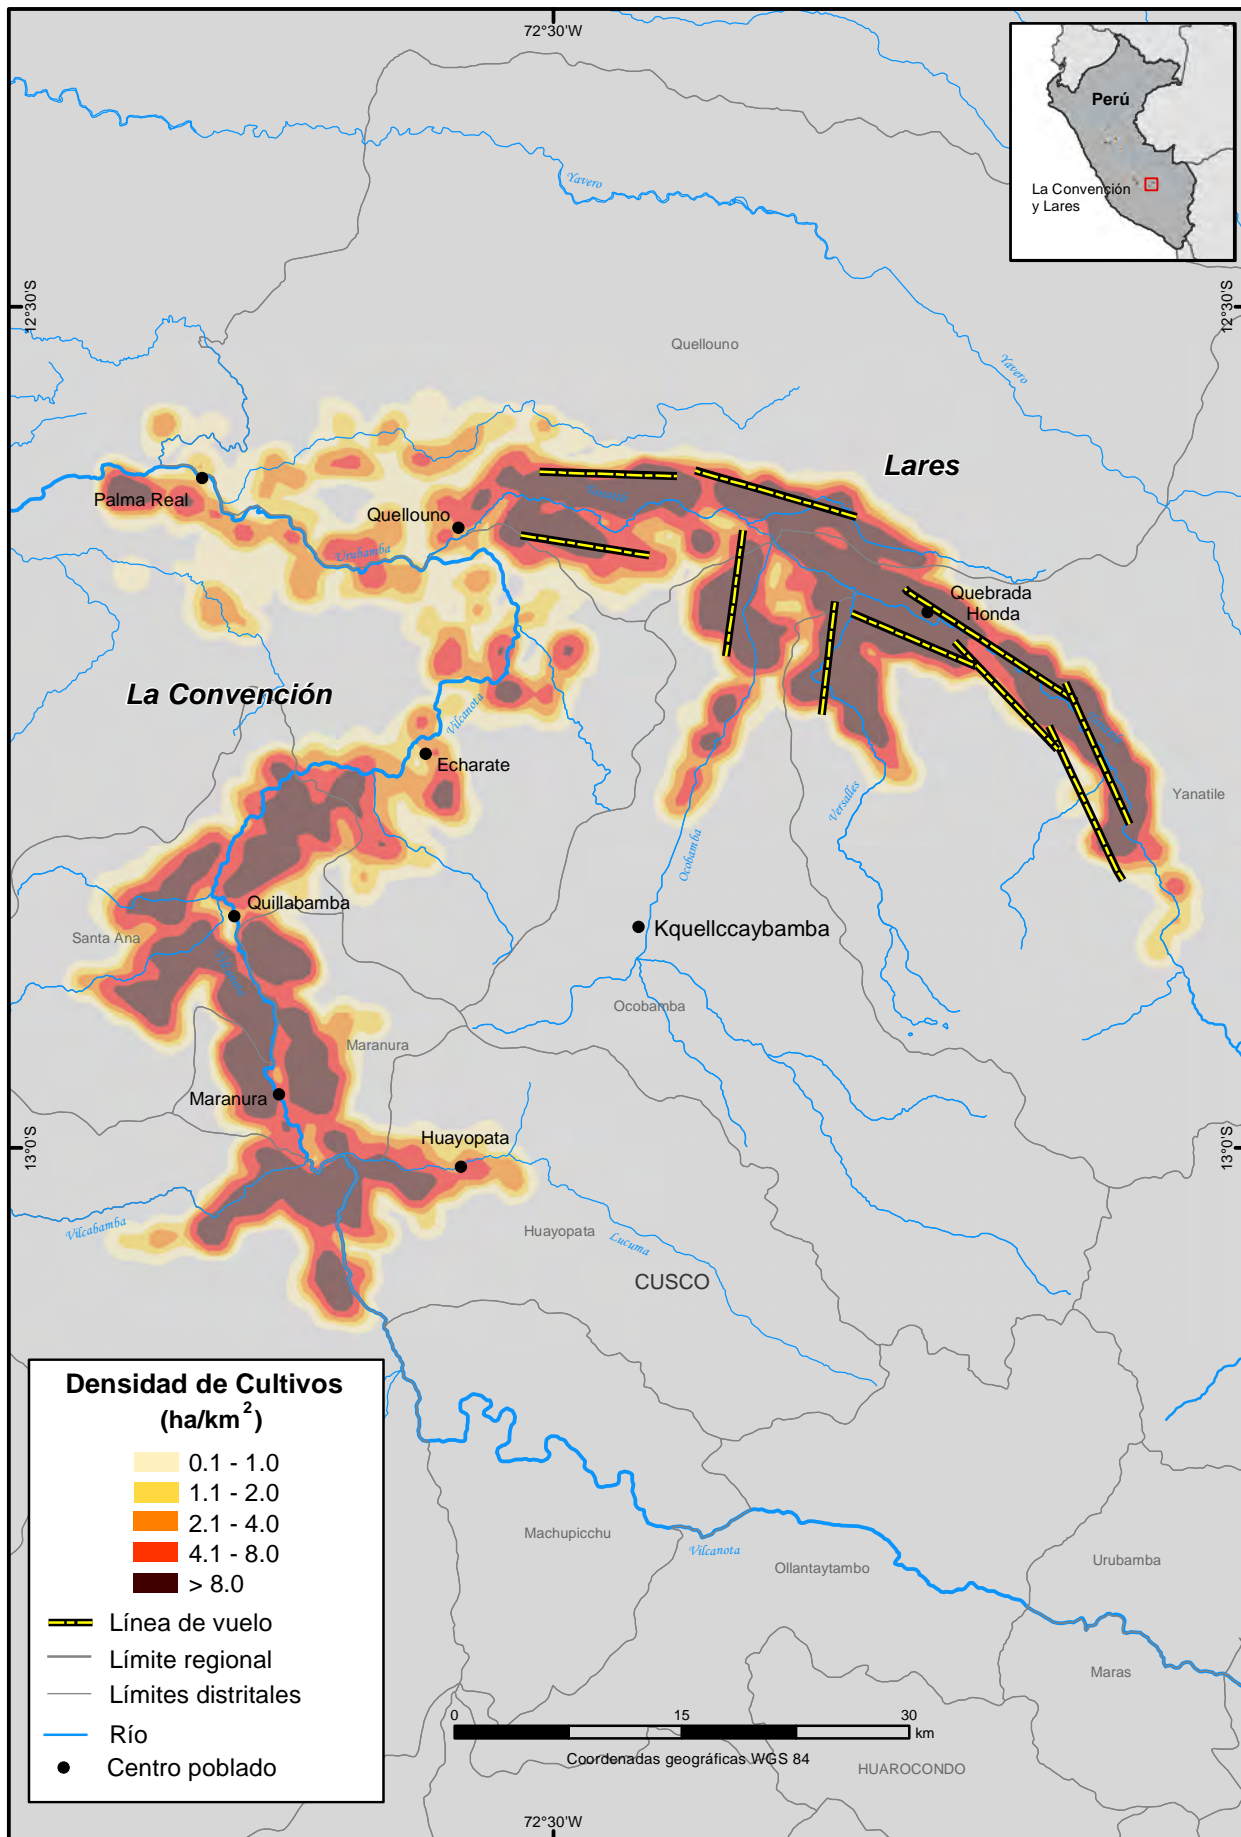 72°30'W
Perú
La Convención
y Lares
Yavero
12°30'S
12°30'S
Quellouno
Yavero
Lares
Palma Real
Quellouno
Urubamba
Quebrada
Honda
La Convención
Vilcanota
Echarate
Yanatile
Versalles
Ocobamba
Quillabamba
Santa Ana
Kquellccaybamba
Ocobamba
Maranura
Maranura
13°0'S
13°0'S
Huayopata
Vilcabamba
Huayopata
Lucuma
CUSCO
Densidad de Cultivos
(ha/km²)
0.1 - 1.0
1.1 - 2.0
2.1 - 4.0
4.1 - 8.0
> 8.0
Línea de vuelo
Límite regional
Límites distritales
Río
Centro poblado
Machupicchu
Vilcanota
Ollantaytambo
Urubamba
Maras
0 15 30
km
Coordenadas geográficas WGS 84
HUAROCONDO
72°30'W